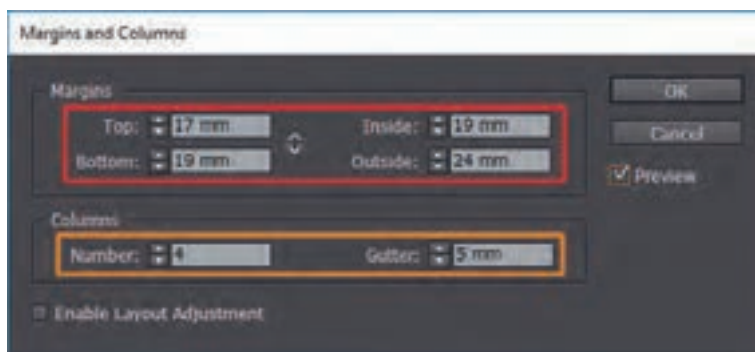 Margins and Columns
Margins
Top: 17 mm Inside: 19 mm
Bottom: 19 mm Outside: 24 mm
OK
Cancel
Preview
Columns
Number: 4 Gutter: 5 mm
Enable Layout Adjustment